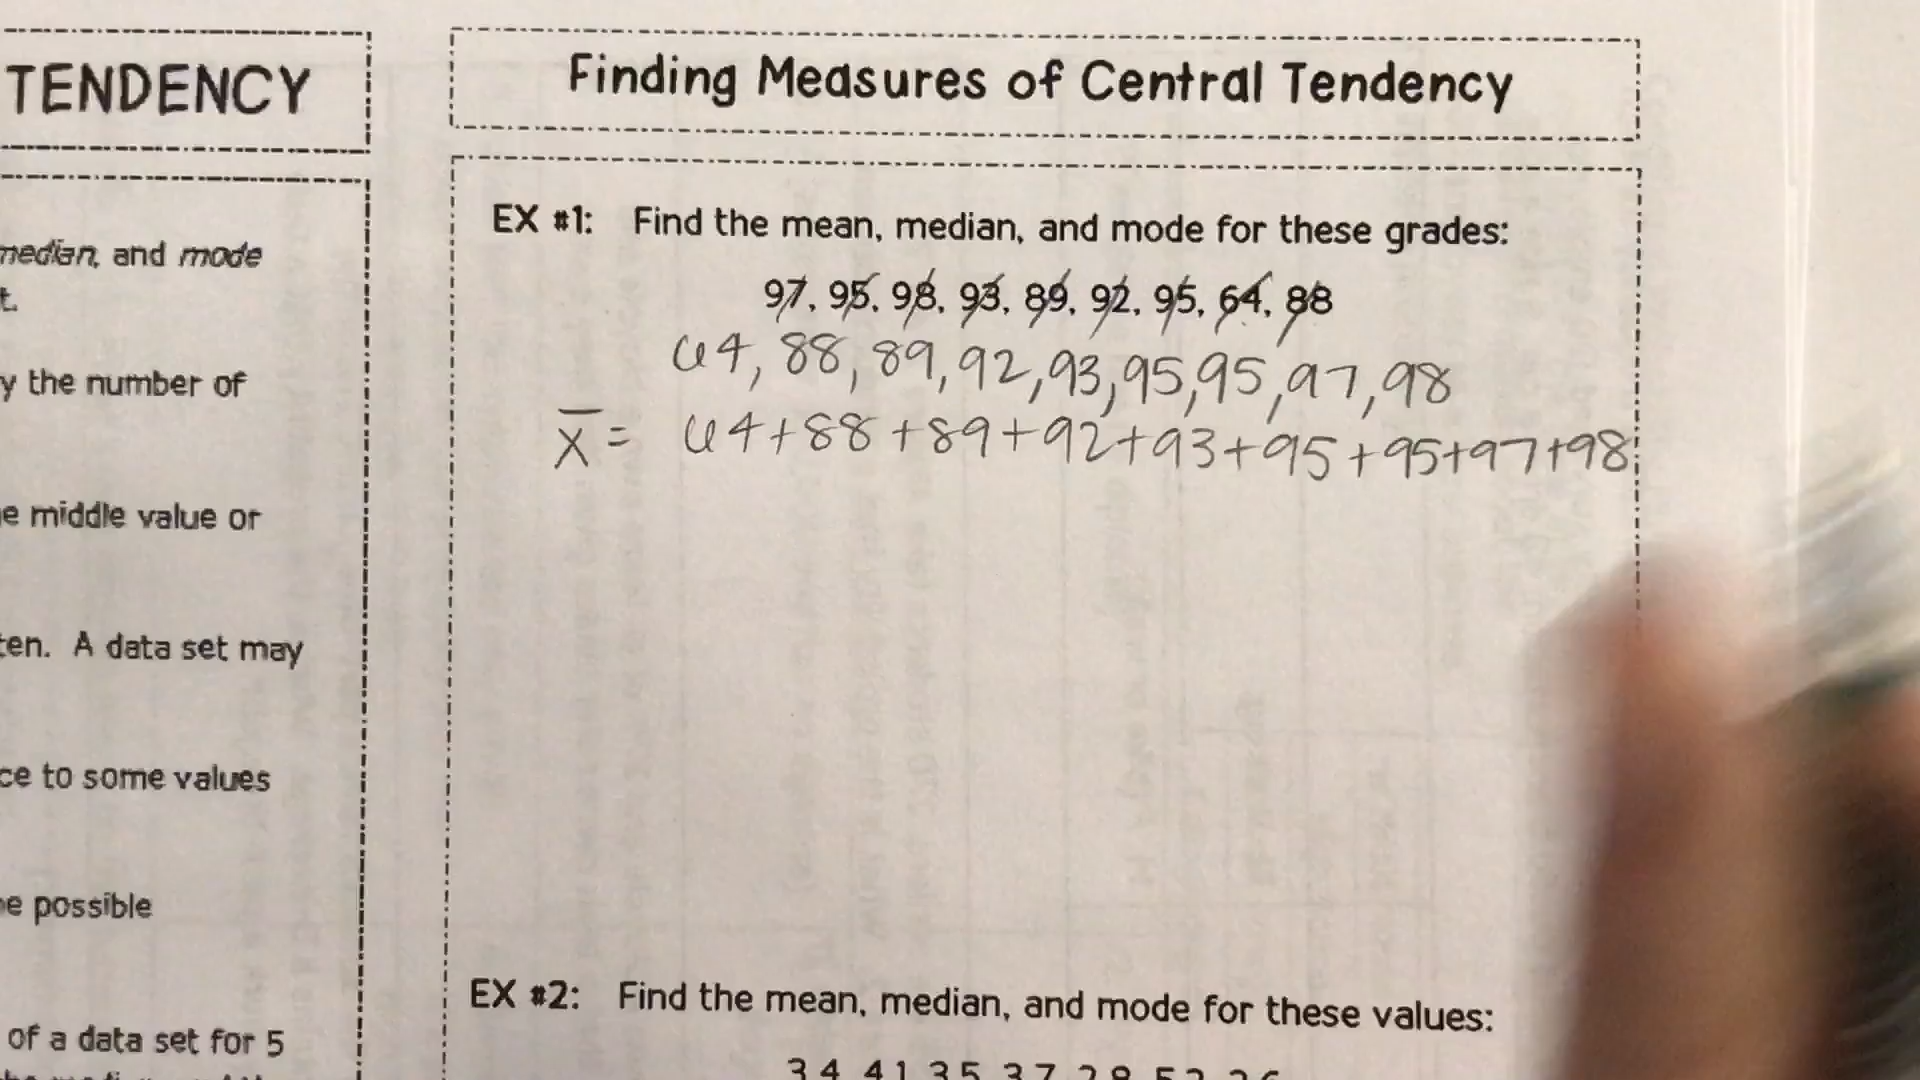 TENDENCY
median, and mode
t.
y the number of
e middle value or
ten. A data set may
ce to some values
e possible
of a data set for 5
Finding Measures of Central Tendency
EX #1: Find the mean, median, and mode for these grades:
97, 95, 98, 93, 89, 92, 95, 64, 88
64, 88, 89, 92, 93, 95, 95, 97, 98
x̄ = 64+88+89+92+93+95+95+97+98
EX #2: Find the mean, median, and mode for these values:
34, 41, 35, 37,